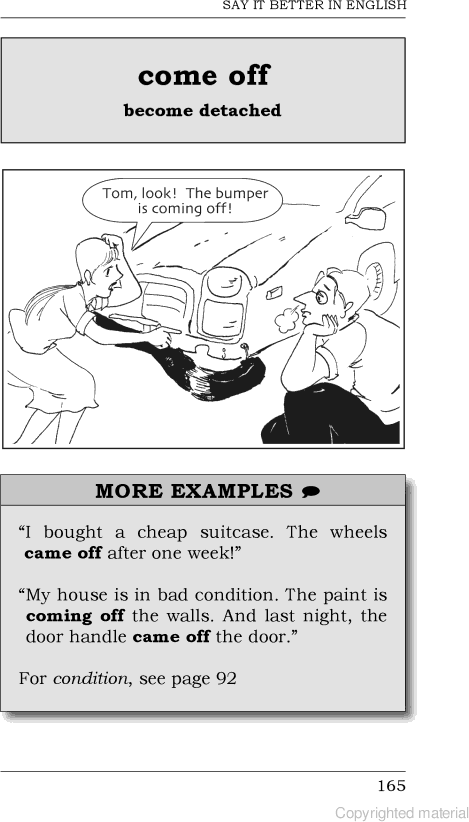 SAY IT BETTER IN ENGLISH
come off
become detached
Tom, look! The bumper
is coming off!
MORE EXAMPLES
“I bought a cheap suitcase. The wheels
came off after one week!”
“My house is in bad condition. The paint is
coming off the walls. And last night, the
door handle came off the door.”
For condition, see page 92
165
Copyrighted material